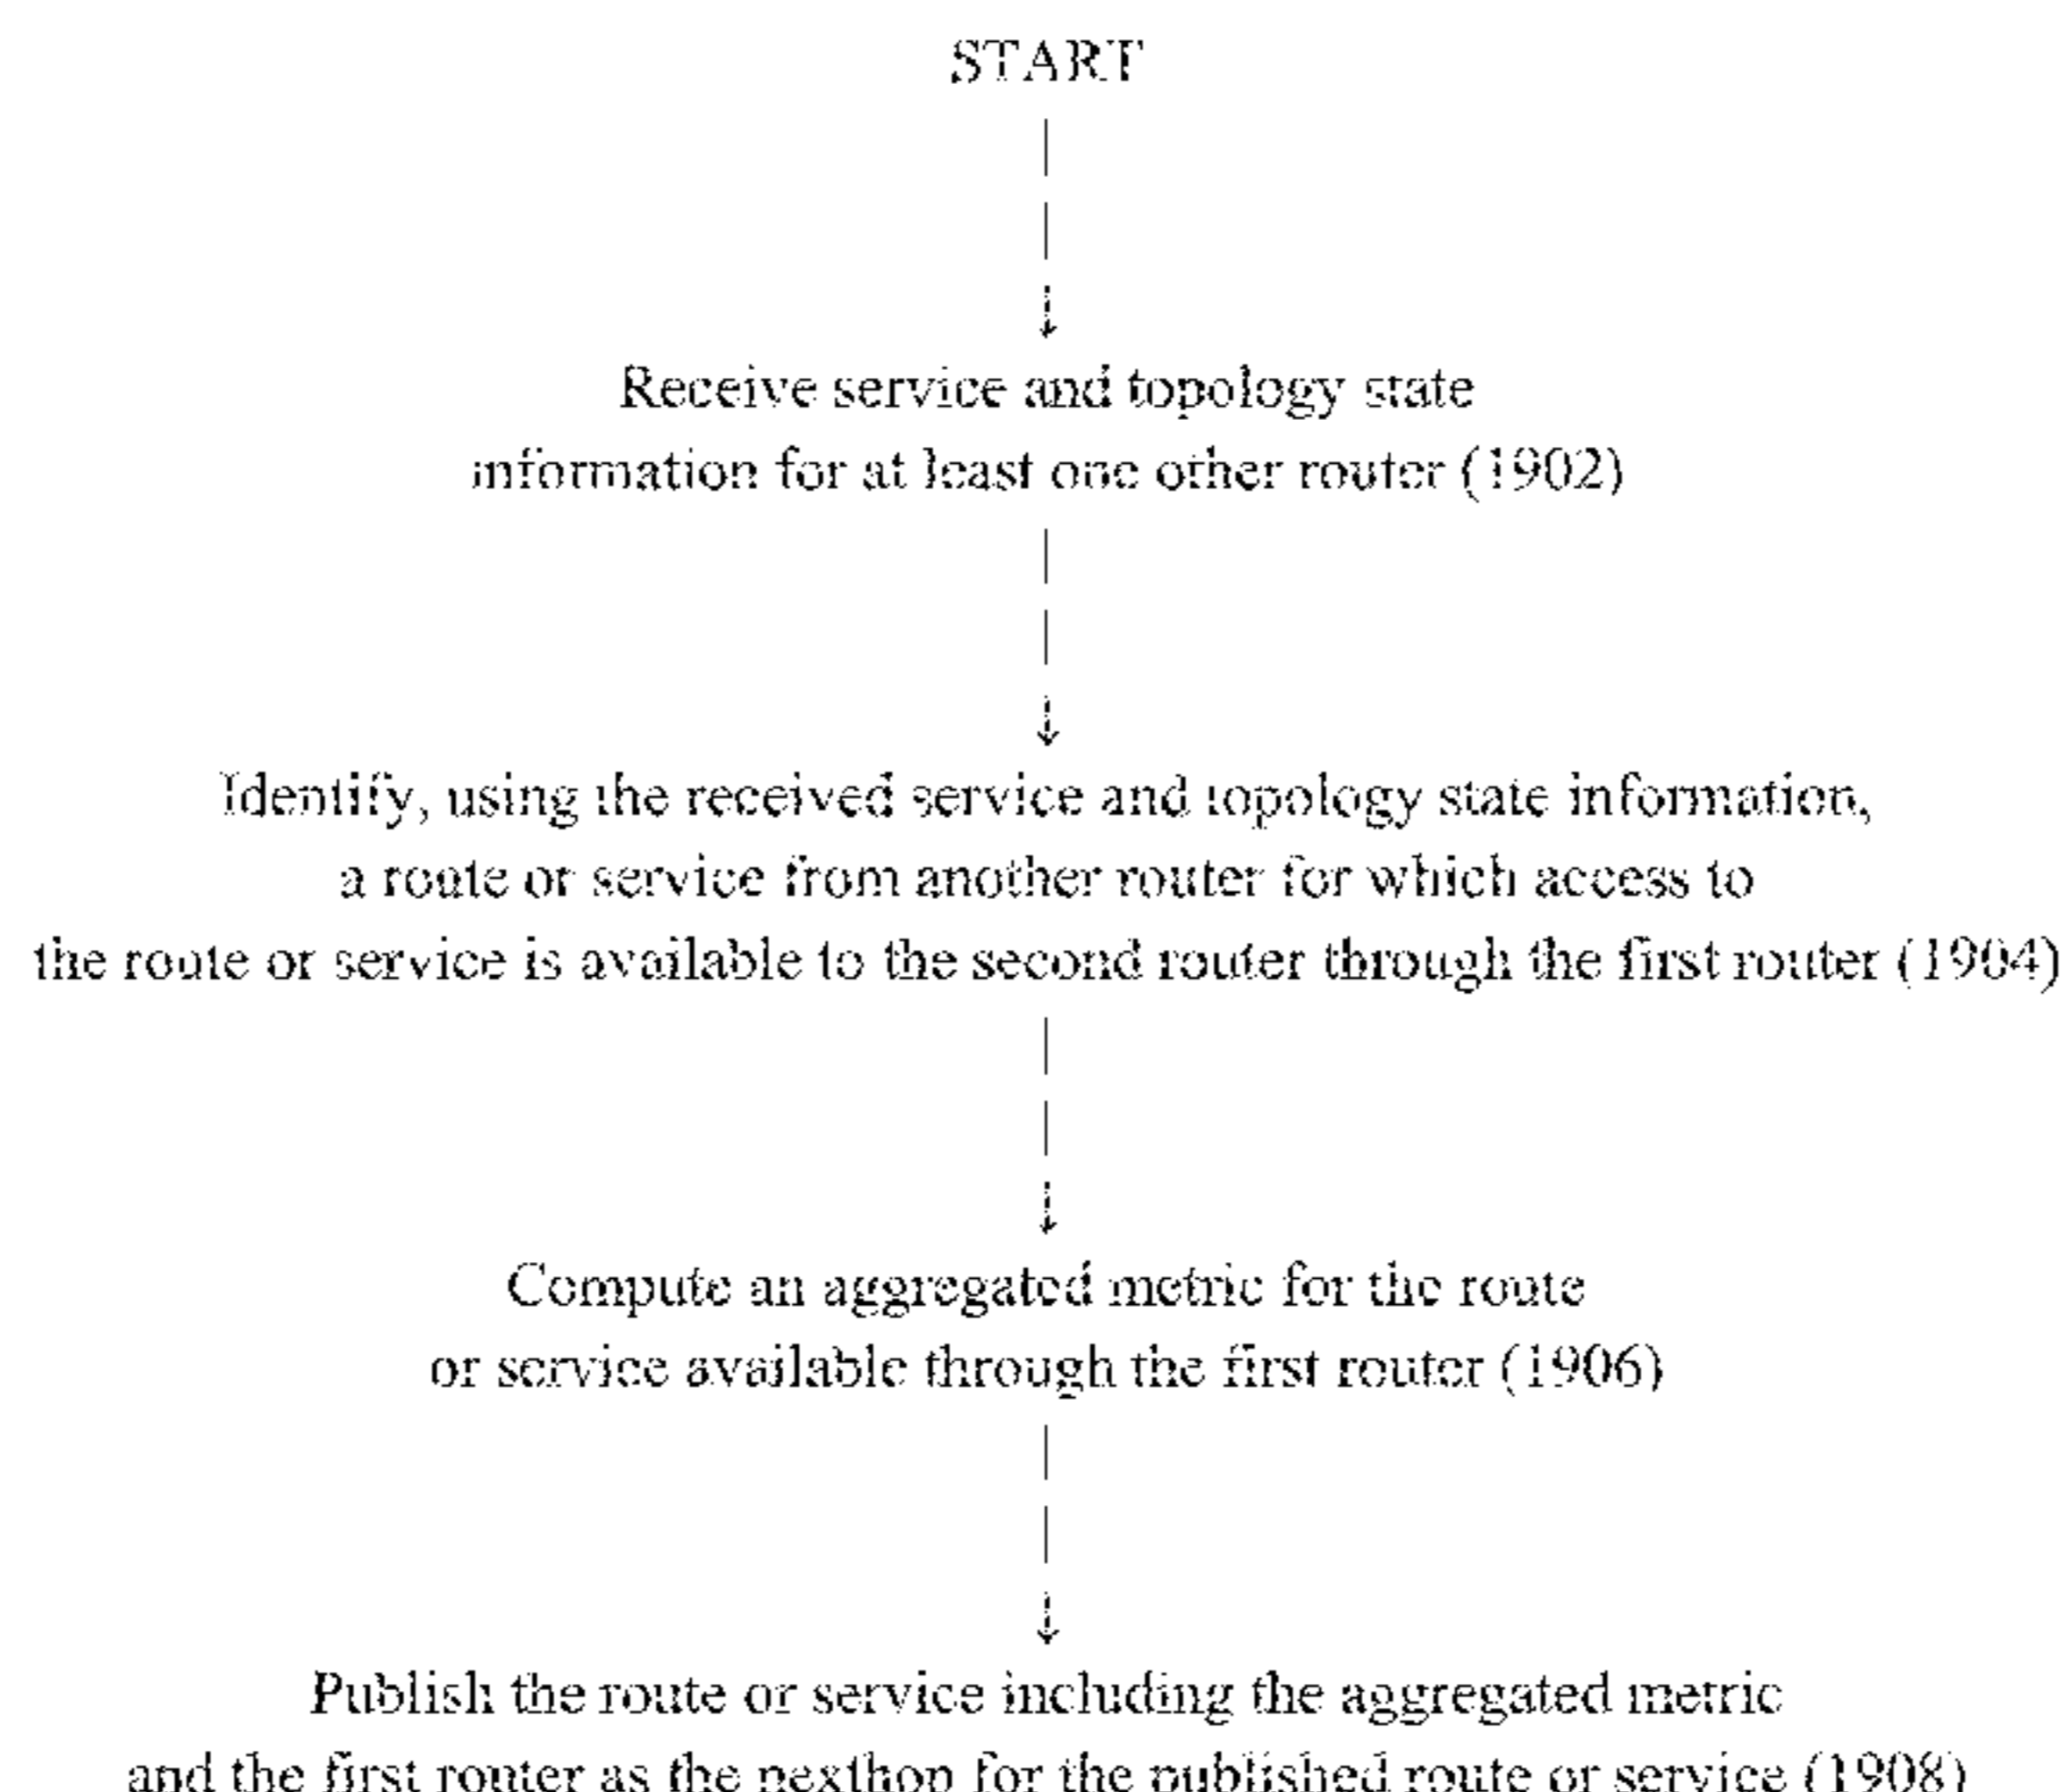 START
Receive service and topology state
information for at least one other router (1902)
Identify, using the received service and topology state information,
a route or service from another router for which access to
the route or service is available to the second router through the first router (1904)
Compute an aggregated metric for the route
or service available through the first router (1906)
Publish the route or service including the aggregated metric
and the first router as the nexthop for the published route or service (1908)